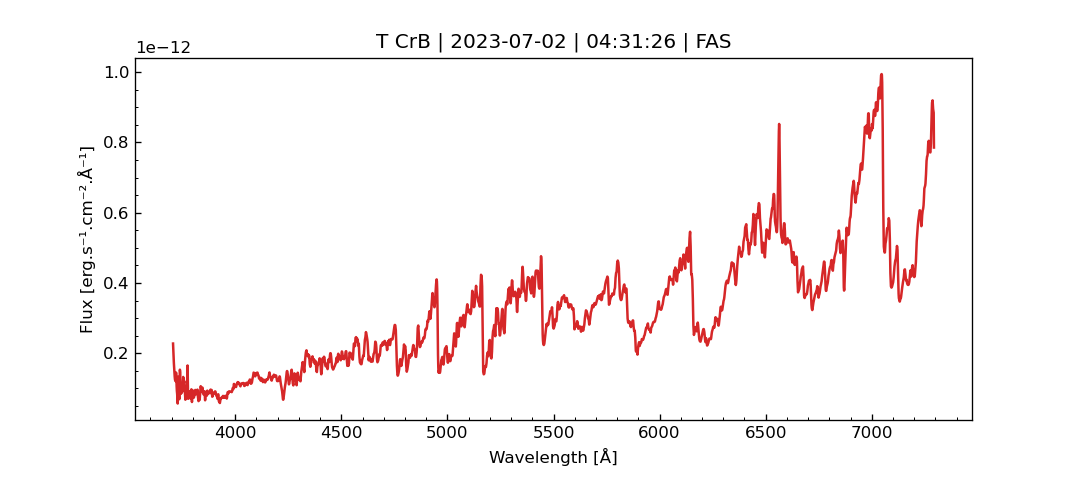 T CrB | 2023-07-02 | 04:31:26 | FAS
1e−12
1.0
0.8
0.6
0.4
0.2
Flux [erg.s⁻¹.cm⁻².Å⁻¹]
4000 4500 5000 5500 6000 6500 7000
Wavelength [Å]